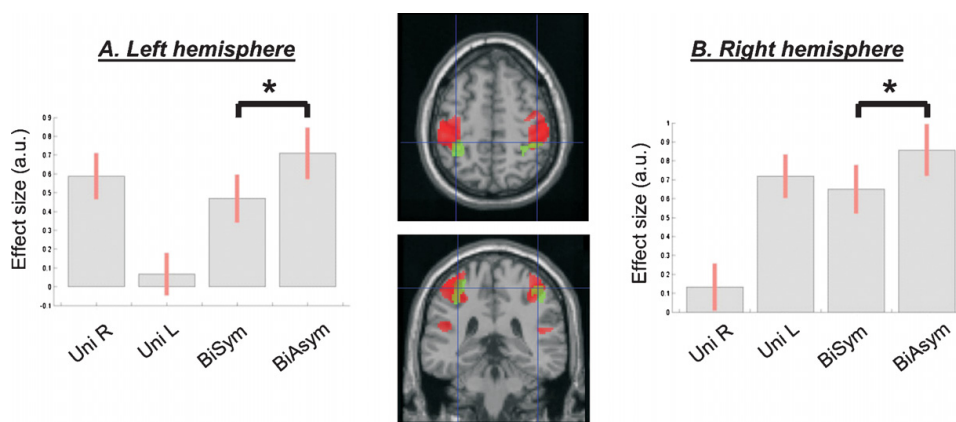 A. Left hemisphere
*
Effect size (a.u.)
0.9
0.8
0.7
0.6
0.5
0.4
0.3
0.2
0.1
0
-0.1
Uni R
Uni L
BiSym
BiAsym
B. Right hemisphere
*
Effect size (a.u.)
1
0.9
0.8
0.7
0.6
0.5
0.4
0.3
0.2
0.1
0
Uni R
Uni L
BiSym
BiAsym